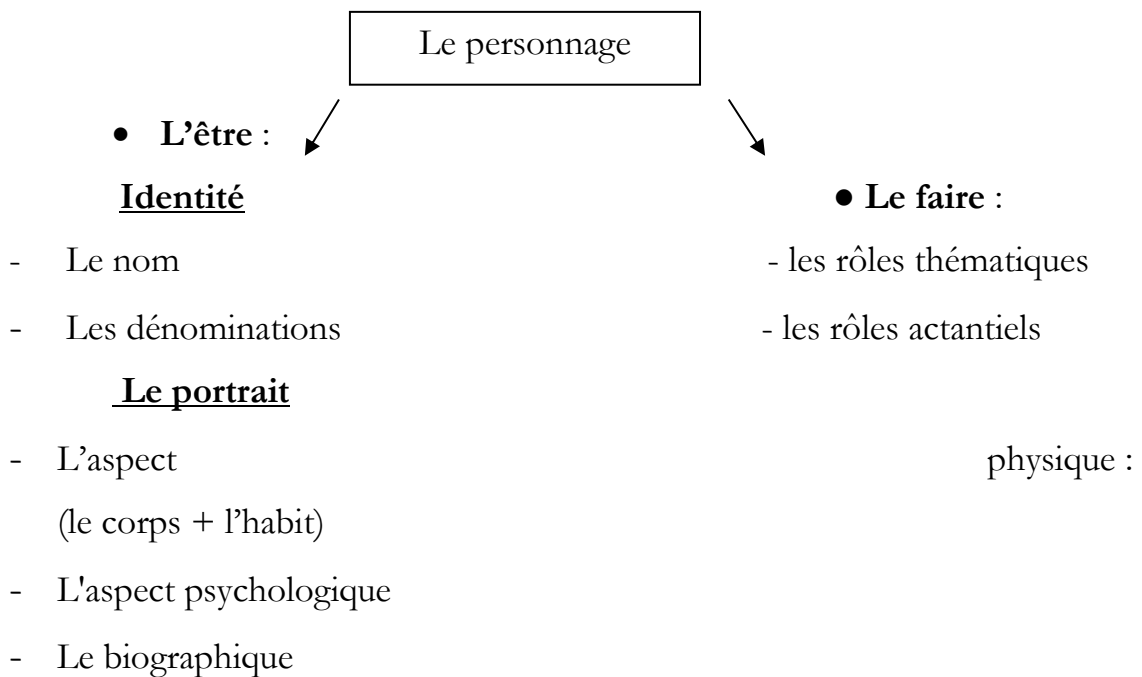 Le personnage
• L’être :
Identité
● Le faire :
- Le nom
- les rôles thématiques
- Les dénominations
- les rôles actantiels
Le portrait
- L’aspect physique :
(le corps + l’habit)
- L'aspect psychologique
- Le biographique